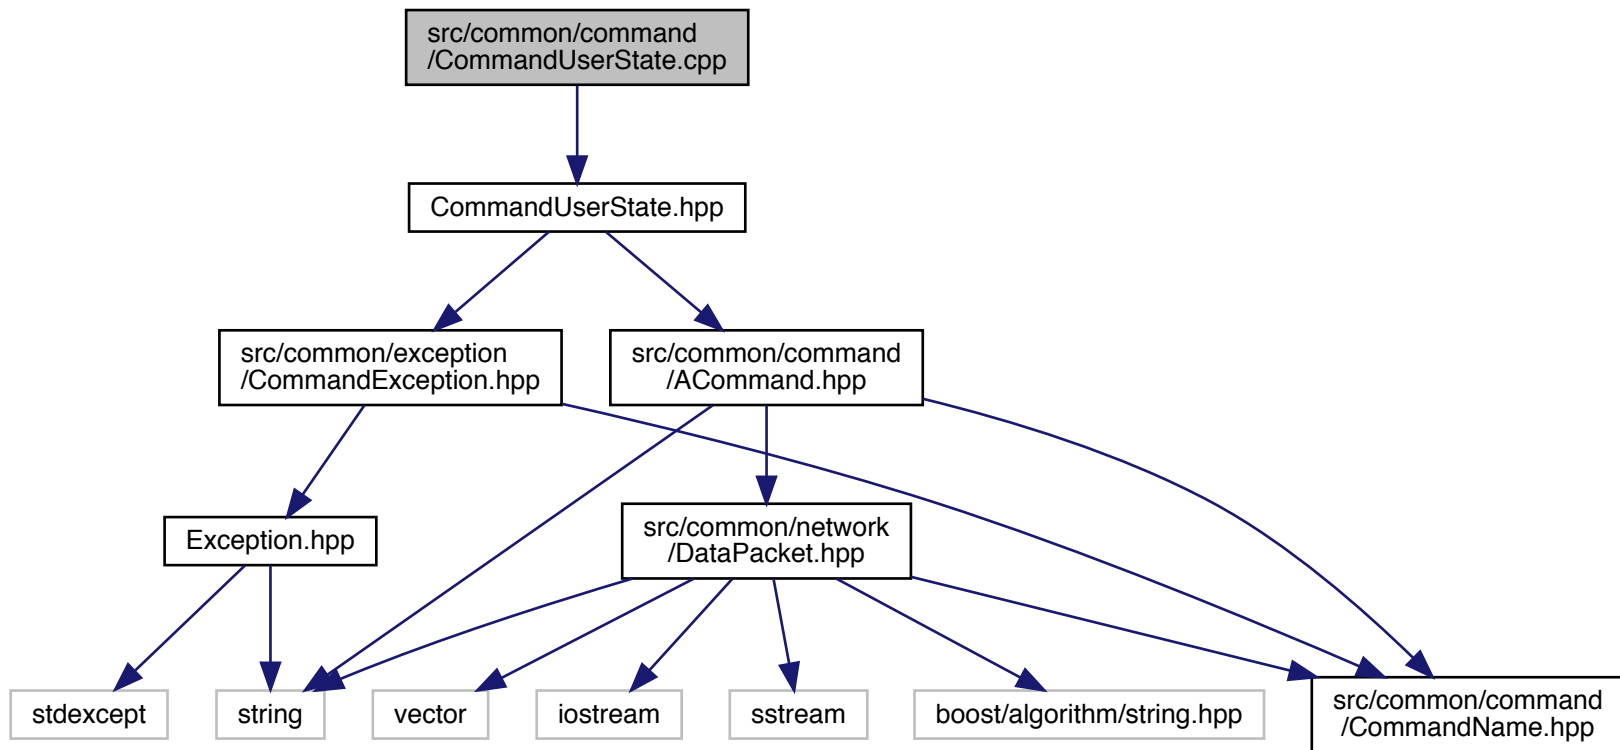 src/common/command
/CommandUserState.cpp
CommandUserState.hpp
src/common/exception
/CommandException.hpp
src/common/command
/ACommand.hpp
src/common/network
/DataPacket.hpp
Exception.hpp
stdexcept
string
vector
iostream
sstream
boost/algorithm/string.hpp
src/common/command
/CommandName.hpp